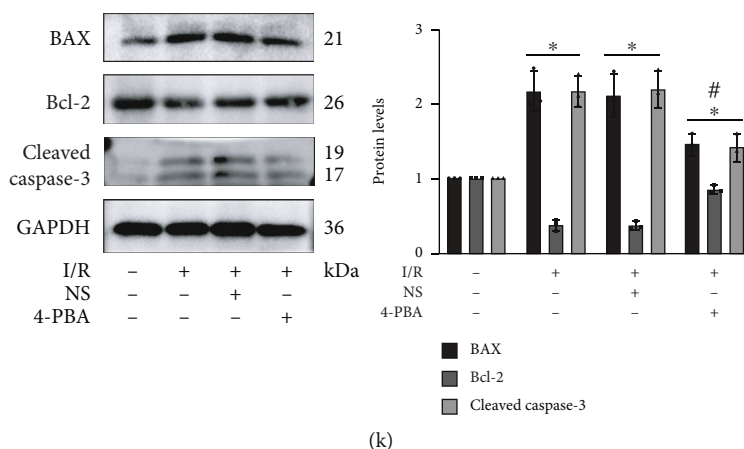 BAX 21
Bcl-2 26
Cleaved caspase-3 19 17
GAPDH 36
I/R – + + + kDa
NS – – + –
4-PBA – – – +
Protein levels
3
2
1
0
* * # *
I/R – + + +
NS – – + –
4-PBA – – – +
BAX
Bcl-2
Cleaved caspase-3
(k)